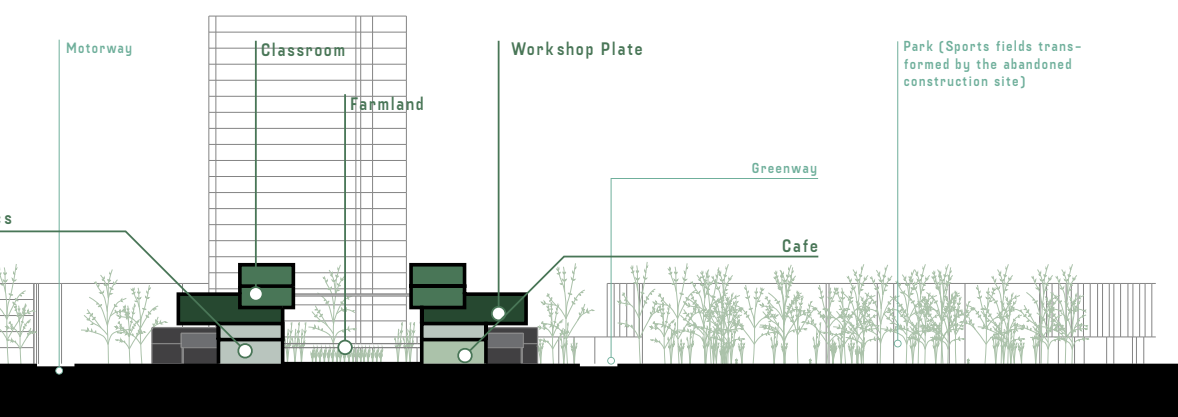 Motorway
Classroom
Workshop Plate
Park (Sports fields trans-
formed by the abandoned
construction site)
Farmland
Greenway
Cafe